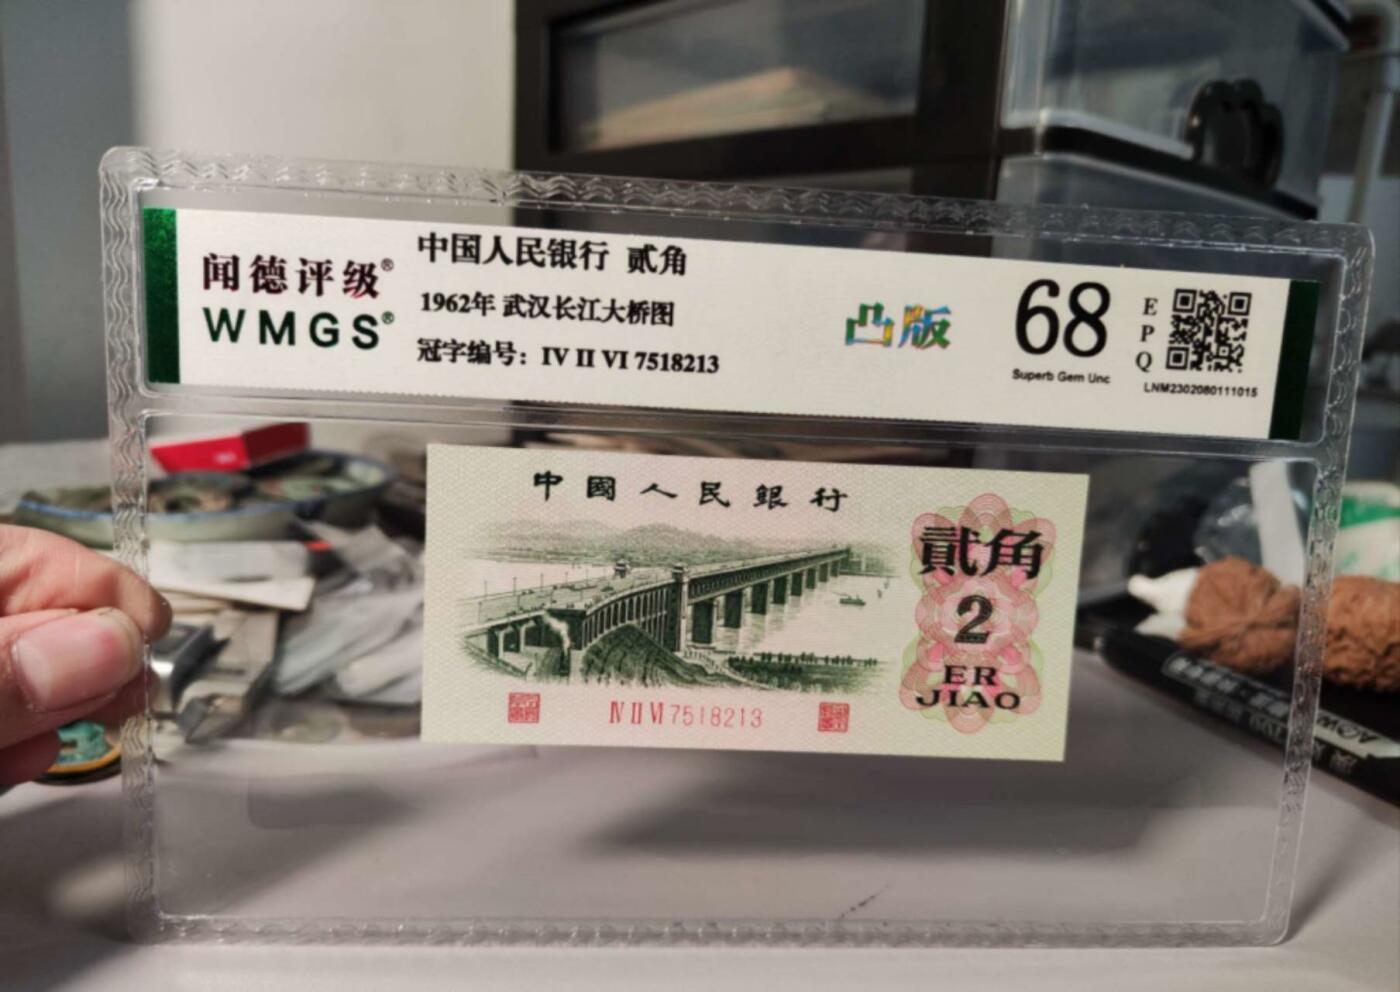 闻德评级®
WMGS®
中国人民银行 贰角
1962年 武汉长江大桥图
冠字编号：IV II VI 7518213
凸版
68
Superb Gem Unc
EPQ
LNM2302080111015
中國人民銀行
貳角
2
ER
JIAO
IV II VI 7518213